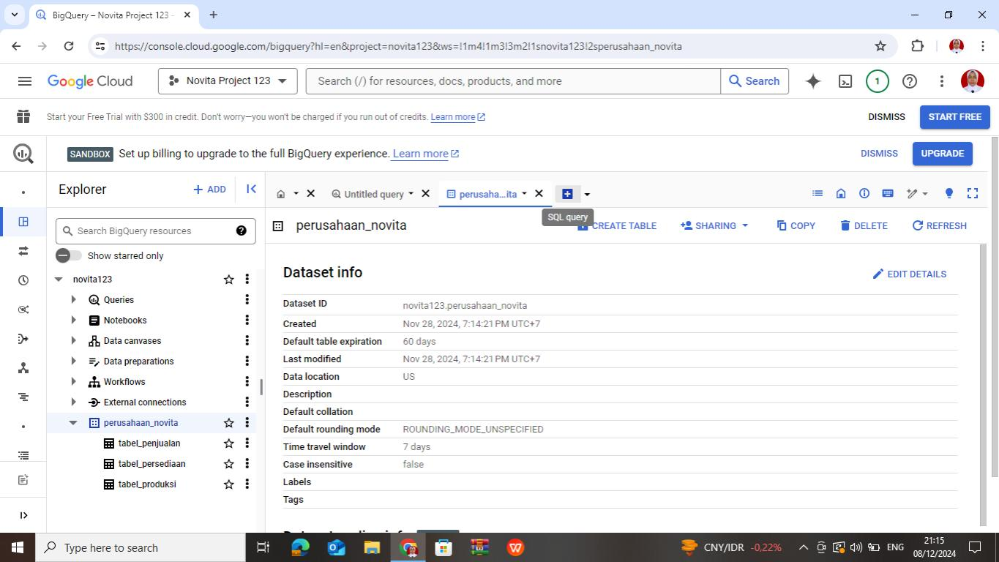 BigQuery – Novita Project 123 -
https://console.cloud.google.com/bigquery?hl=en&project=novita123&ws=!1m4!1m3!3m2!1snovita123!2sperusahaan_novita
Google Cloud
Novita Project 123
Search (/) for resources, docs, products, and more
Search
1
Start your Free Trial with $300 in credit. Don't worry—you won't be charged if you run out of credits. Learn more
DISMISS
START FREE
SANDBOX Set up billing to upgrade to the full BigQuery experience. Learn more
DISMISS
UPGRADE
Explorer
+ ADD
Untitled query
perusaha...ita
SQL query
Search BigQuery resources
Show starred only
novita123
Queries
Notebooks
Data canvases
Data preparations
Workflows
External connections
perusahaan_novita
tabel_penjualan
tabel_persediaan
tabel_produksi
perusahaan_novita
CREATE TABLE
SHARING
COPY
DELETE
REFRESH
Dataset info
EDIT DETAILS
Dataset ID novita123.perusahaan_novita
Created Nov 28, 2024, 7:14:21 PM UTC+7
Default table expiration 60 days
Last modified Nov 28, 2024, 7:14:21 PM UTC+7
Data location US
Description
Default collation
Default rounding mode ROUNDING_MODE_UNSPECIFIED
Time travel window 7 days
Case insensitive false
Labels
Tags
Type here to search
CNY/IDR -0,22%
ENG
21:15
08/12/2024